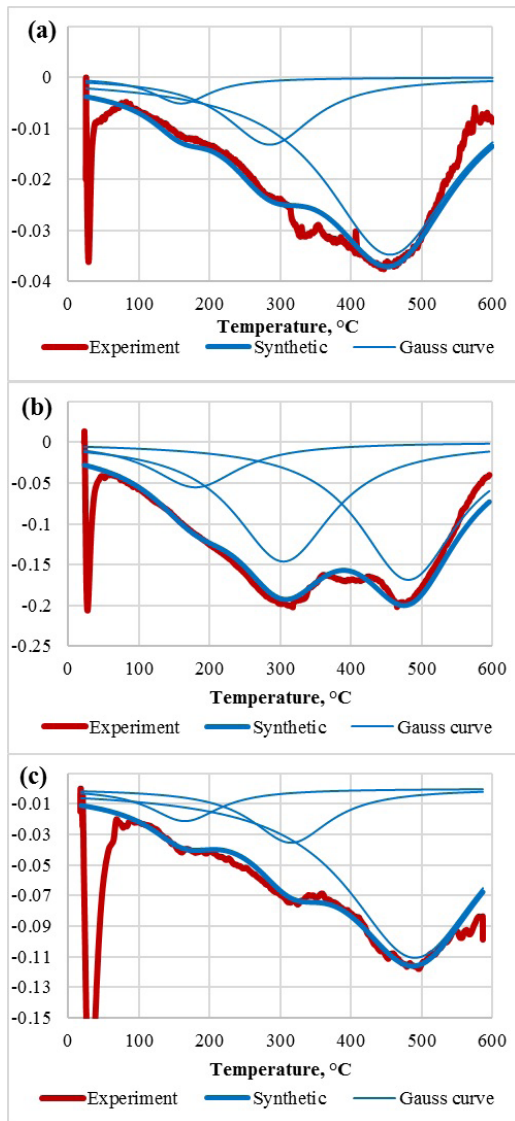 (a)
0
-0.01
-0.02
-0.03
-0.04
0 100 200 300 400 500 600
Temperature, °C
Experiment Synthetic Gauss curve
(b)
0
-0.05
-0.1
-0.15
-0.2
-0.25
0 100 200 300 400 500 600
Temperature, °C
Experiment Synthetic Gauss curve
(c)
-0.01
-0.03
-0.05
-0.07
-0.09
-0.11
-0.13
-0.15
0 100 200 300 400 500 600
Temperature, °C
Experiment Synthetic Gauss curve